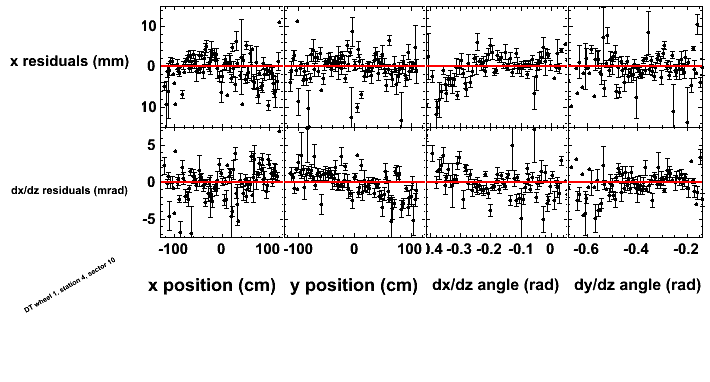 10
x residuals (mm)
0
10
5
dx/dz residuals (mrad)
0
-5
-100 0 100 -100 0 100 1.4 -0.3 -0.2 -0.1 0 -0.6 -0.4 -0.2
x position (cm) y position (cm) dx/dz angle (rad) dy/dz angle (rad)
DT wheel 1, station 4, sector 10